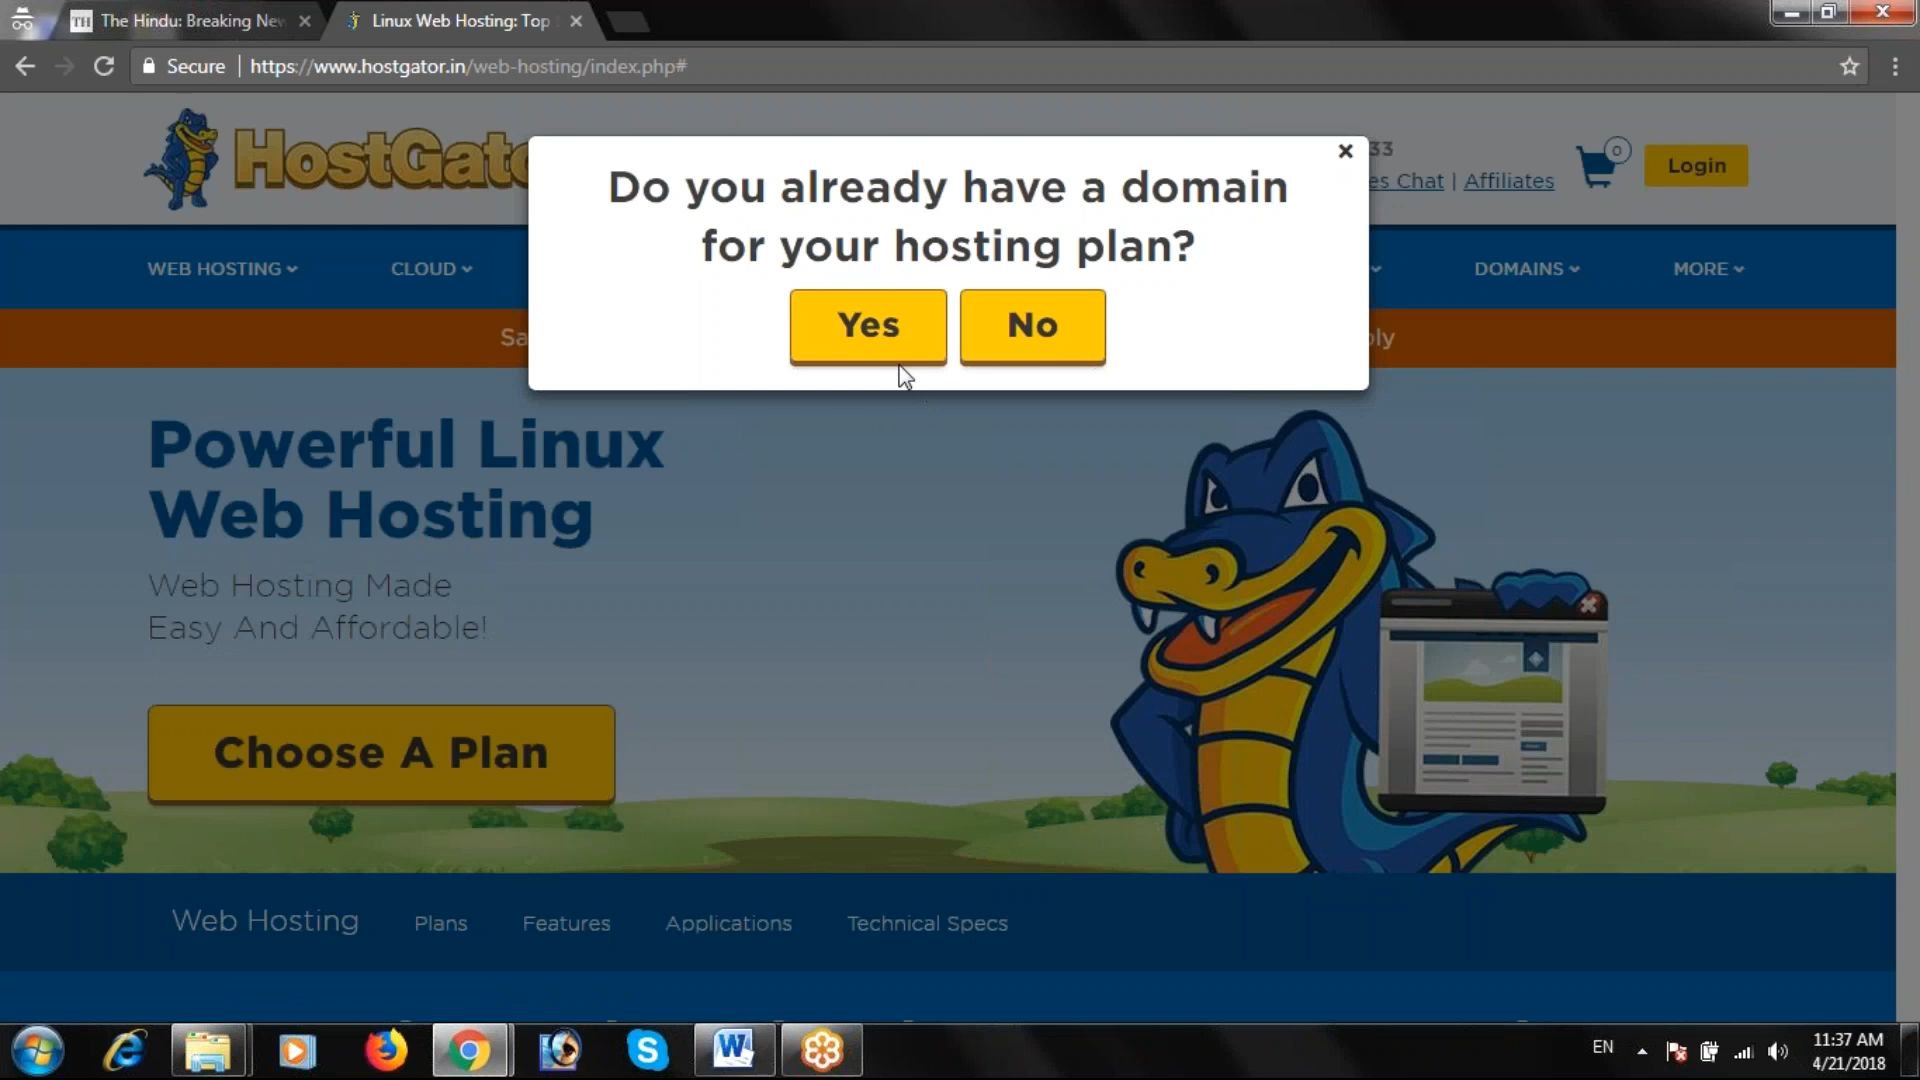 The Hindu: Breaking Nev
Linux Web Hosting: Top
Secure
https://www.hostgator.in/web-hosting/index.php#
HostGato
33
es Chat | Affiliates
0
Login
Do you already have a domain
for your hosting plan?
Yes
No
WEB HOSTING
CLOUD
DOMAINS
MORE
Sa
ply
Powerful Linux
Web Hosting
Web Hosting Made
Easy And Affordable!
Choose A Plan
Web Hosting
Plans
Features
Applications
Technical Specs
EN
11:37 AM
4/21/2018